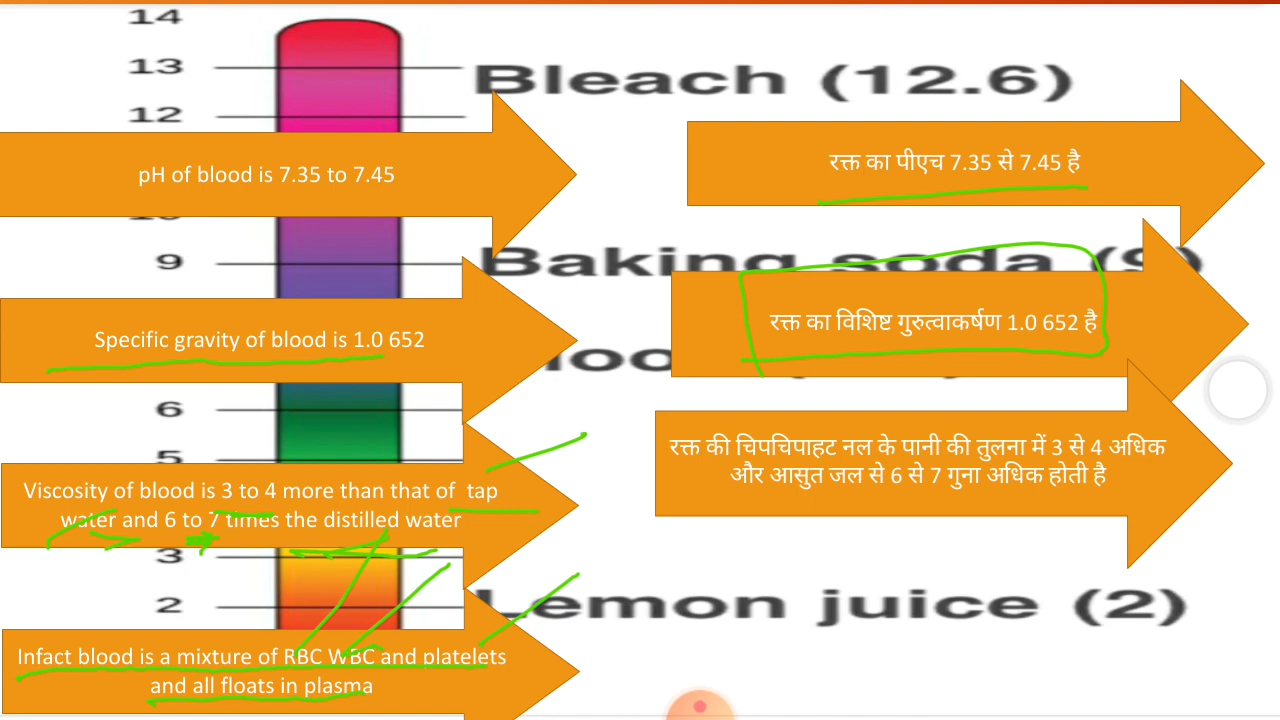 14
13
Bleach (12.6)
12
pH of blood is 7.35 to 7.45
रक्त का पीएच 7.35 से 7.45 है
9
Baking soda (9)
Specific gravity of blood is 1.0 652
रक्त का विशिष्ट गुरुत्वाकर्षण 1.0 652 है
6
5
रक्त की चिपचिपाहट नल के पानी की तुलना में 3 से 4 अधिक
और आसुत जल से 6 से 7 गुना अधिक होती है
Viscosity of blood is 3 to 4 more than that of tap
water and 6 to 7 times the distilled water
3
2
Lemon juice (2)
Infact blood is a mixture of RBC WBC and platelets
and all floats in plasma